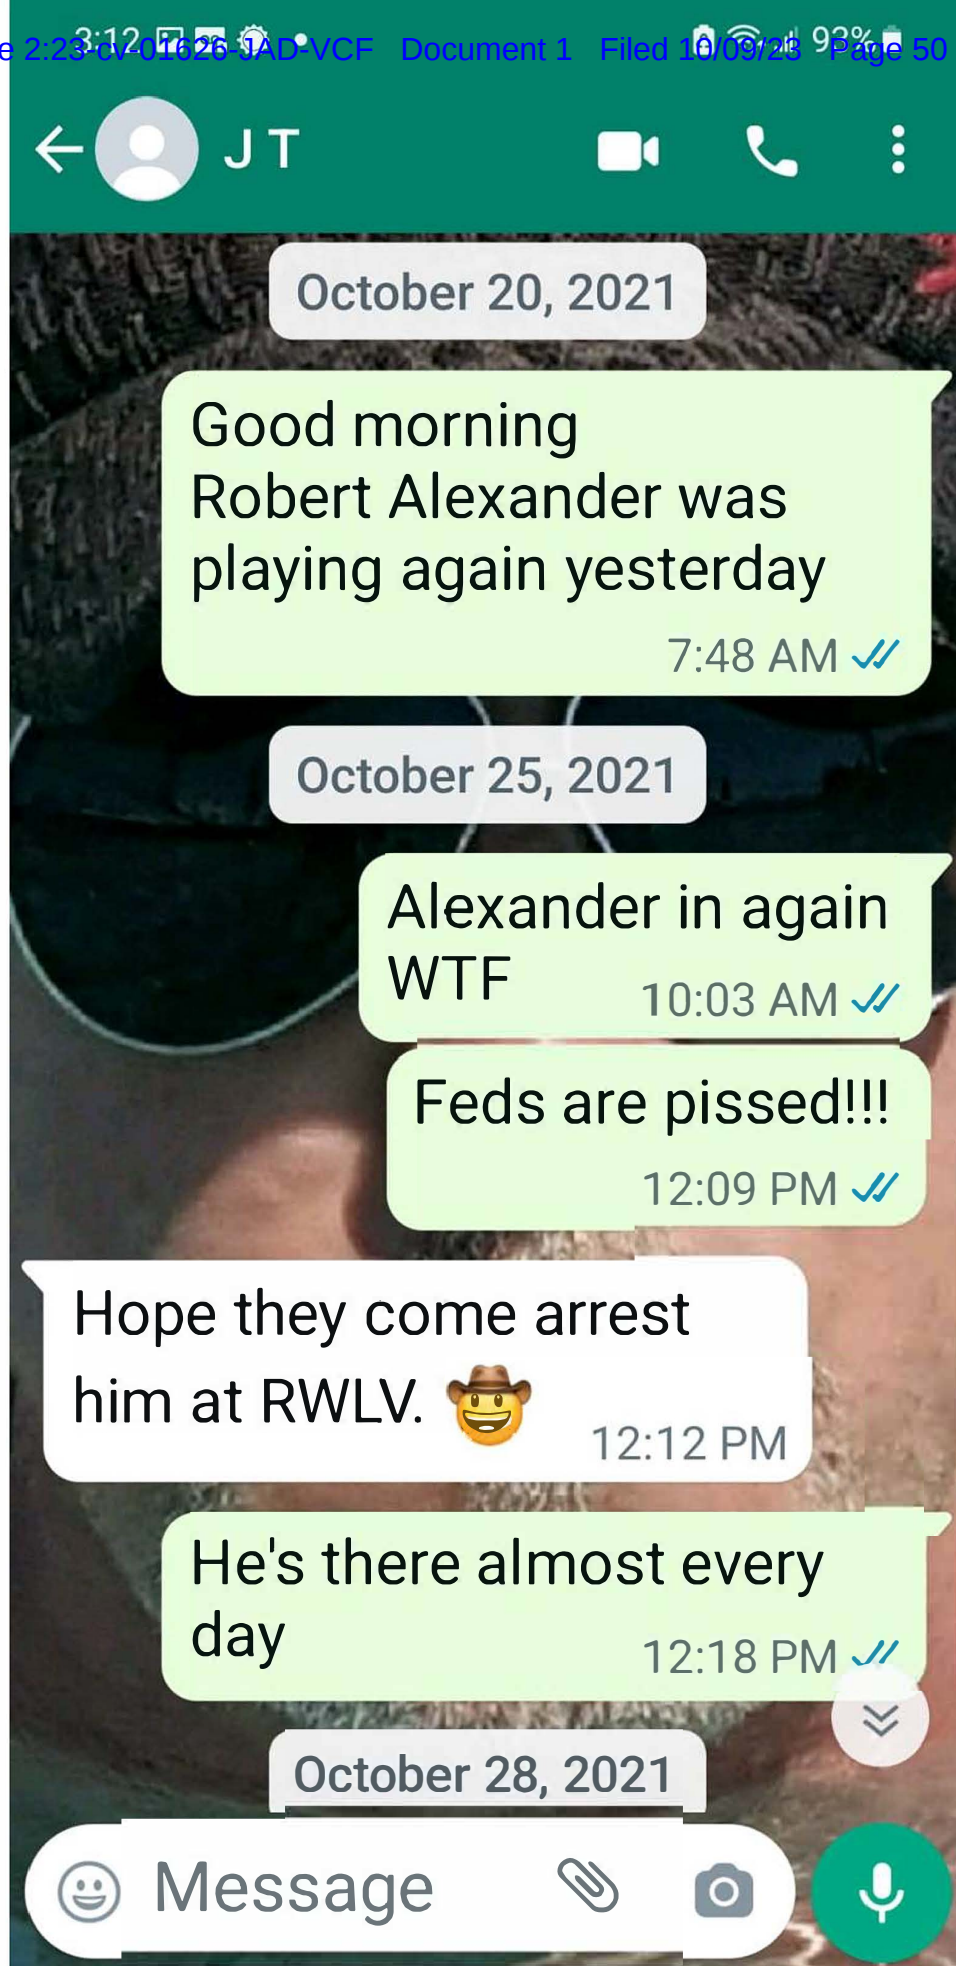 3:12 92%
e 2:23-cv-01626-JAD-VCF Document 1 Filed 10/09/23 Page 50
J T
October 20, 2021
Good morning
Robert Alexander was
playing again yesterday
7:48 AM
October 25, 2021
Alexander in again
WTF 10:03 AM
Feds are pissed!!!
12:09 PM
Hope they come arrest
him at RWLV. 🤠
12:12 PM
He's there almost every
day 12:18 PM
October 28, 2021
Message